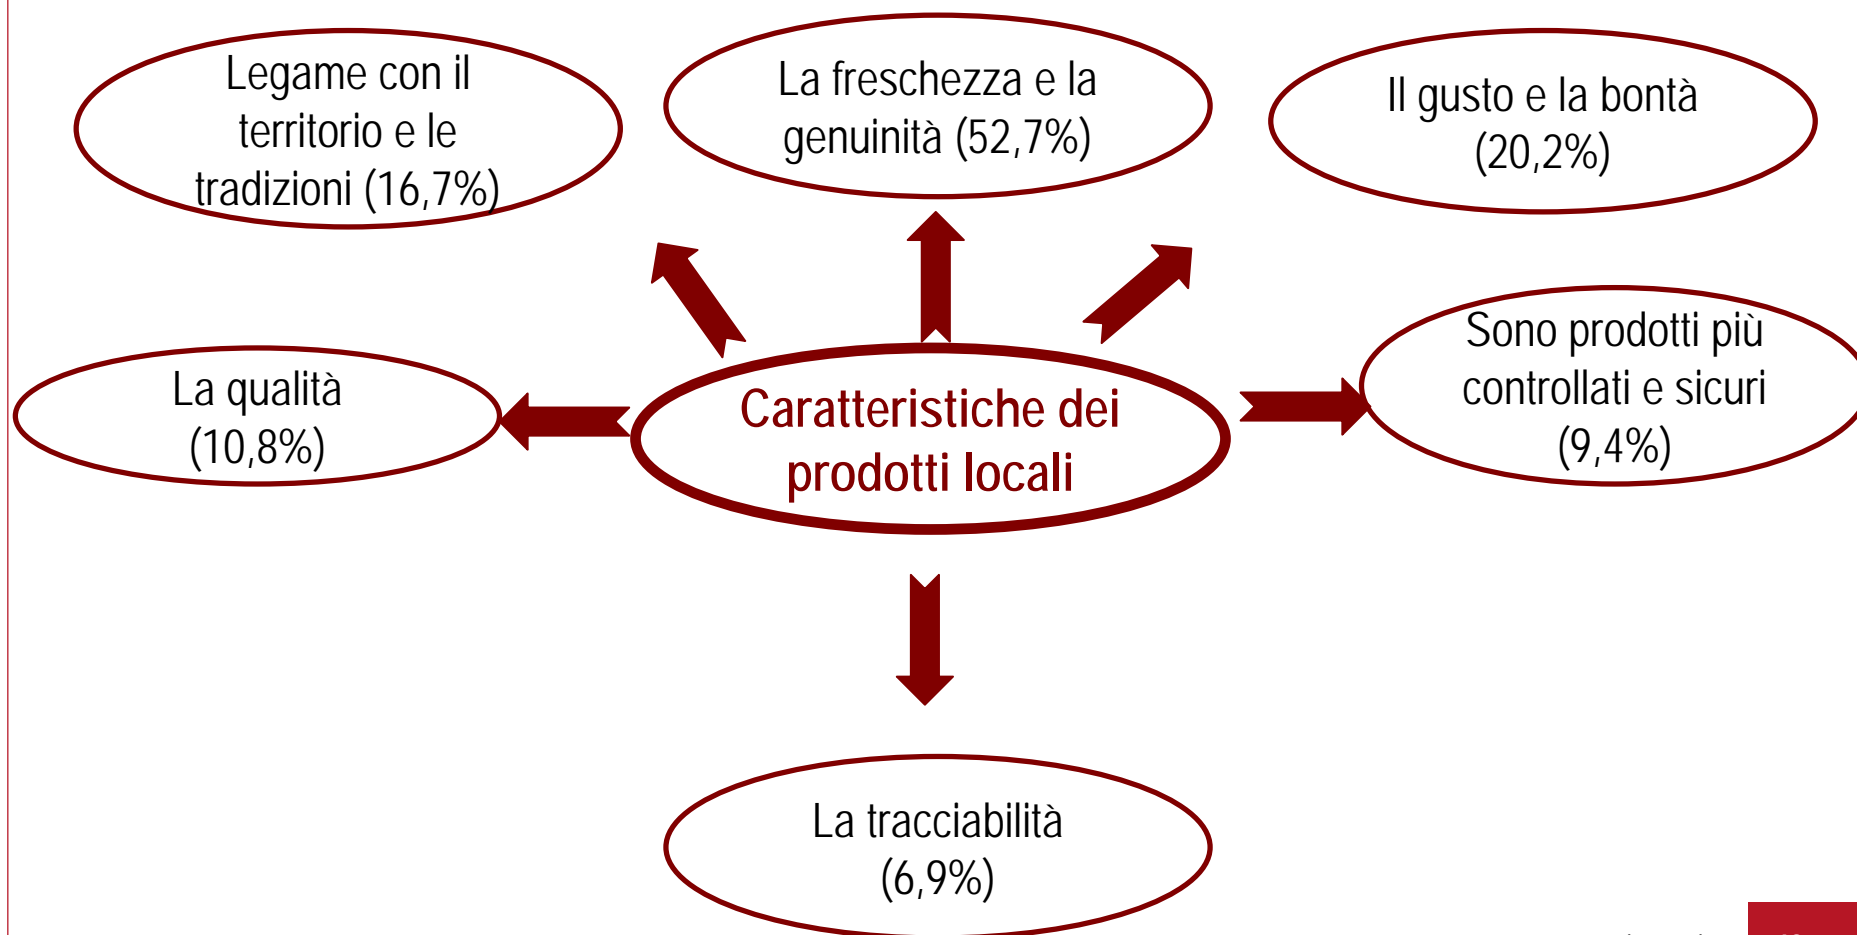 Legame con il
territorio e le
tradizioni (16,7%)
La freschezza e la
genuinità (52,7%)
Il gusto e la bontà
(20,2%)
La qualità
(10,8%)
Caratteristiche dei
prodotti locali
Sono prodotti più
controllati e sicuri
(9,4%)
La tracciabilità
(6,9%)